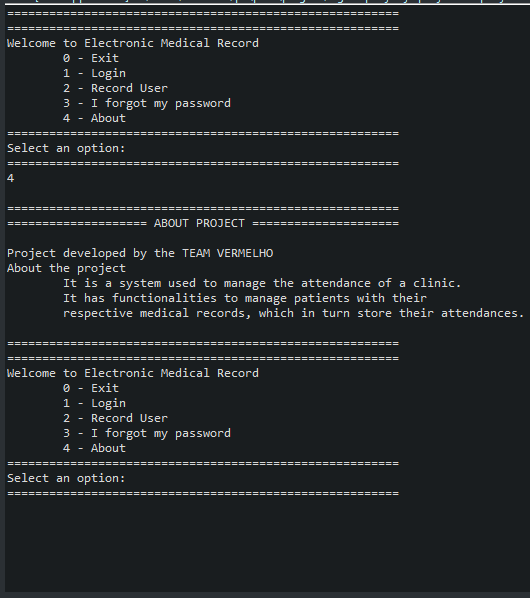 ========================================================
========================================================
Welcome to Electronic Medical Record
        0 - Exit
        1 - Login
        2 - Record User
        3 - I forgot my password
        4 - About
========================================================
Select an option:
========================================================
4

========================================================
==================== ABOUT PROJECT =====================

Project developed by the TEAM VERMELHO
About the project
        It is a system used to manage the attendance of a clinic.
        It has functionalities to manage patients with their
        respective medical records, which in turn store their attendances.

========================================================
========================================================
Welcome to Electronic Medical Record
        0 - Exit
        1 - Login
        2 - Record User
        3 - I forgot my password
        4 - About
========================================================
Select an option:
========================================================